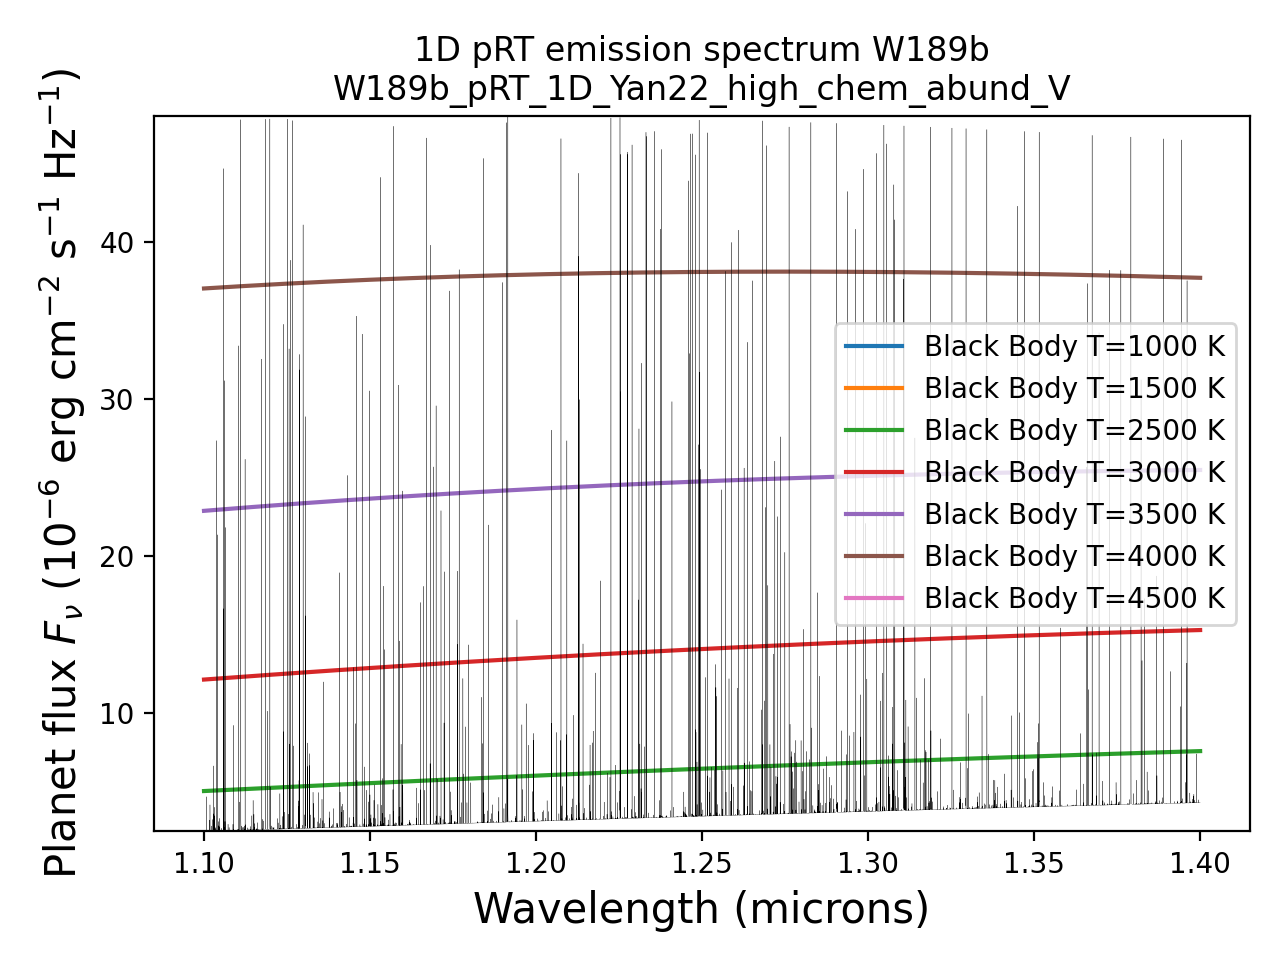 1D pRT emission spectrum W189b
W189b_pRT_1D_Yan22_high_chem_abund_V
Planet flux $F_\nu$ (10⁻⁶ erg cm⁻² s⁻¹ Hz⁻¹)
40
30
20
10
Black Body T=1000 K
Black Body T=1500 K
Black Body T=2500 K
Black Body T=3000 K
Black Body T=3500 K
Black Body T=4000 K
Black Body T=4500 K
1.10 1.15 1.20 1.25 1.30 1.35 1.40
Wavelength (microns)